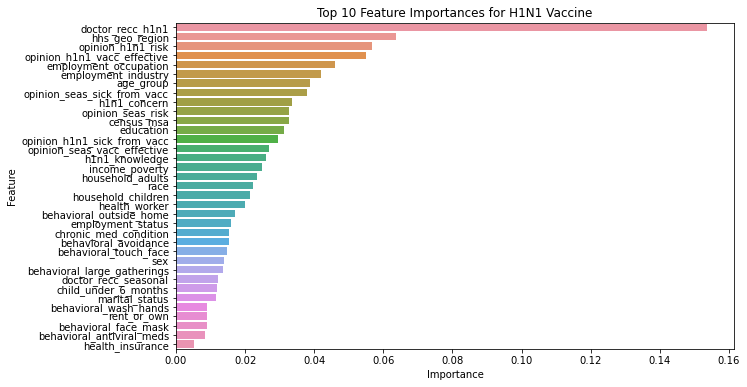 Top 10 Feature Importances for H1N1 Vaccine
doctor_recc_h1n1
hhs_geo_region
opinion_h1n1_risk
opinion_h1n1_vacc_effective
employment_occupation
employment_industry
age_group
opinion_seas_sick_from_vacc
h1n1_concern
opinion_seas_risk
census_msa
education
opinion_h1n1_sick_from_vacc
opinion_seas_vacc_effective
h1n1_knowledge
income_poverty
household_adults
race
household_children
health_worker
behavioral_outside_home
employment_status
chronic_med_condition
behavioral_avoidance
behavioral_touch_face
sex
behavioral_large_gatherings
doctor_recc_seasonal
child_under_6_months
marital_status
behavioral_wash_hands
rent_or_own
behavioral_face_mask
behavioral_antiviral_meds
health_insurance
Feature
0.00 0.02 0.04 0.06 0.08 0.10 0.12 0.14 0.16
Importance